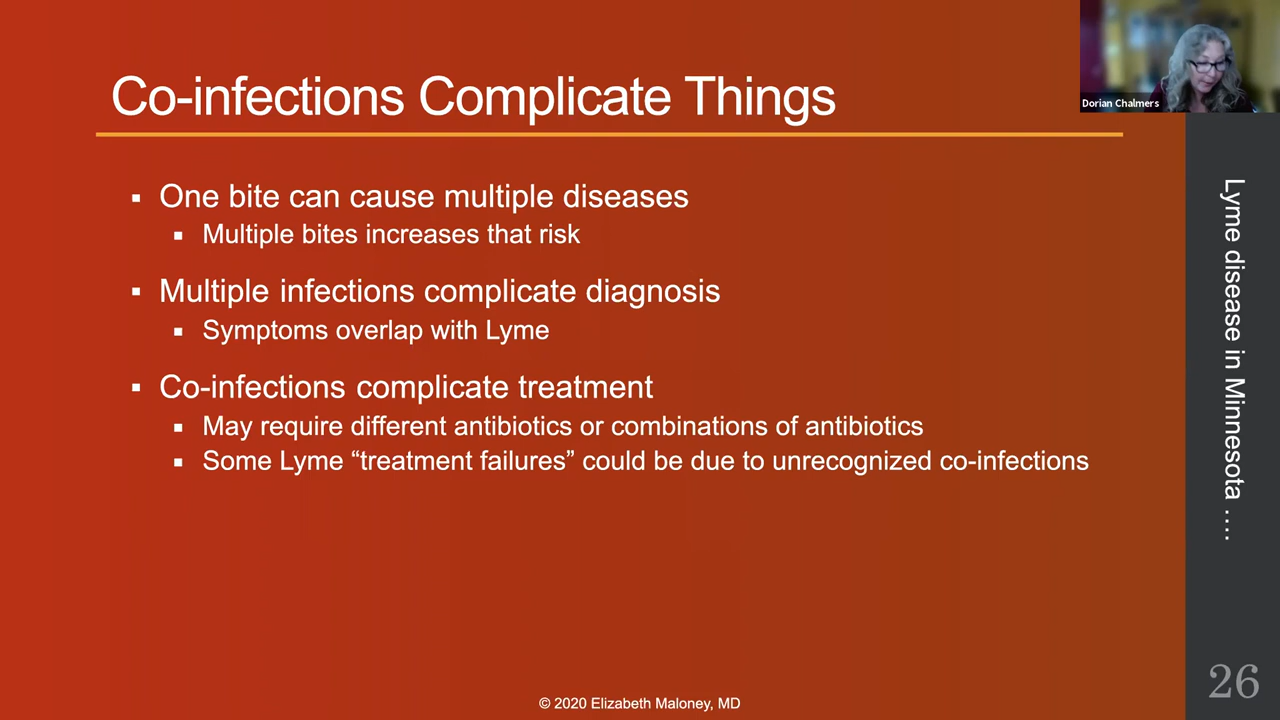 Co-infections Complicate Things
Dorian Chalmers
▪ One bite can cause multiple diseases
▪ Multiple bites increases that risk
▪ Multiple infections complicate diagnosis
▪ Symptoms overlap with Lyme
▪ Co-infections complicate treatment
▪ May require different antibiotics or combinations of antibiotics
▪ Some Lyme “treatment failures” could be due to unrecognized co-infections
Lyme disease in Minnesota ....
26
© 2020 Elizabeth Maloney, MD